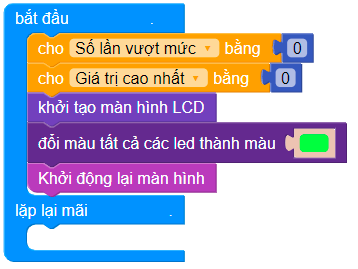 bắt đầu .
cho Số lần vượt mức bằng 0
cho Giá trị cao nhất bằng 0
khởi tạo màn hình LCD
đổi màu tất cả các led thành màu
Khởi động lại màn hình
lặp lại mãi .